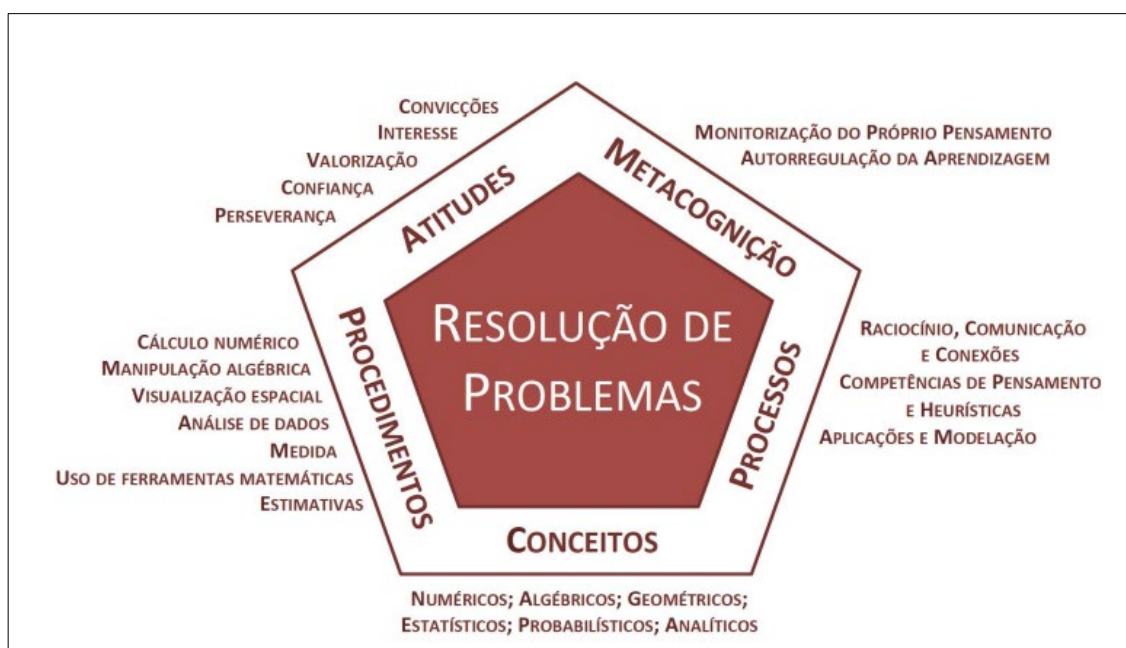 Convicções
Interesse
Valorização
Confiança
Perseverança
Atitudes
Metacognição
Monitorização do Próprio Pensamento
Autorregulação da Aprendizagem
Resolução de
Problemas
Procedimentos
Cálculo numérico
Manipulação algébrica
Visualização espacial
Análise de dados
Medida
Uso de ferramentas matemáticas
Estimativas
Processos
Raciocínio, Comunicação
e Conexões
Competências de Pensamento
e Heurísticas
Aplicações e Modelação
Conceitos
Numéricos; Algébricos; Geométricos;
Estatísticos; Probabilísticos; Analíticos